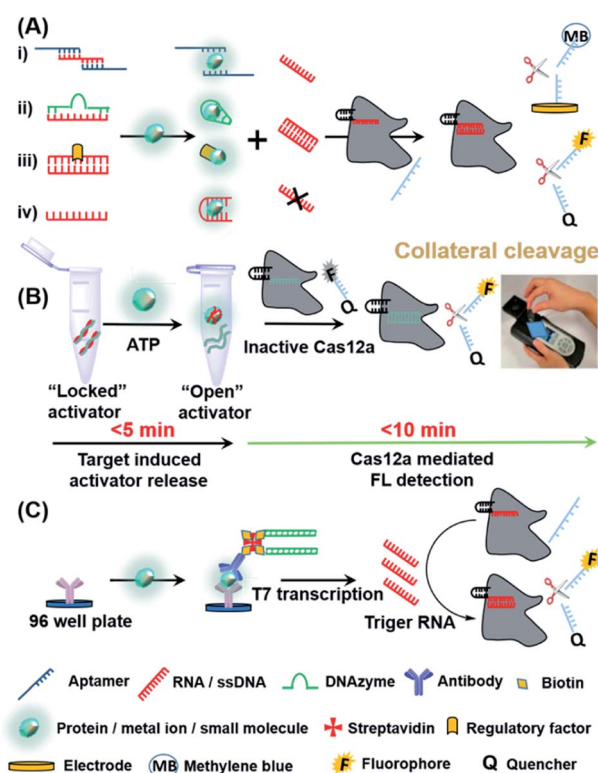 (A)
i)
ii)
iii)
iv)
MB
F
Q
Collateral cleavage
(B)
ATP
F
Q
Inactive Cas12a
F
Q
“Locked”
activator
“Open”
activator
<5 min
<10 min
Target induced
activator release
Cas12a mediated
FL detection
(C)
96 well plate
T7 transcription
Triger RNA
F
Q
Aptamer
RNA / ssDNA
DNAzyme
Antibody
Biotin
Protein / metal ion / small molecule
Streptavidin
Regulatory factor
Electrode
MB Methylene blue
F Fluorophore
Q Quencher